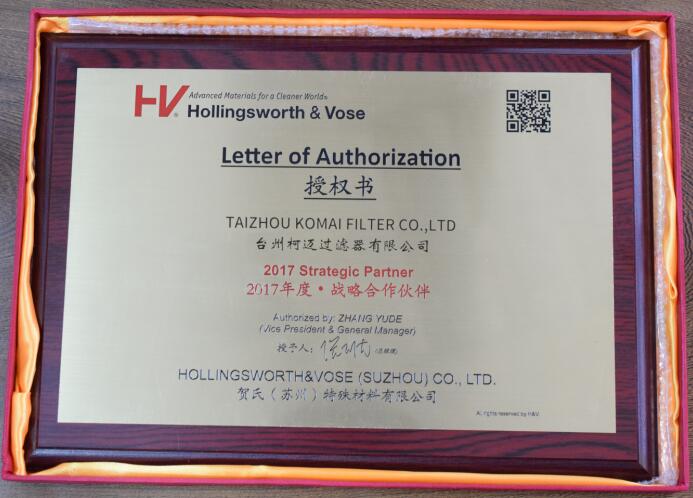 HV
Advanced Materials for a Cleaner World®
Hollingsworth & Vose
Letter of Authorization
授权书
TAIZHOU KOMAI FILTER CO.,LTD
台州柯迈过滤器有限公司
2017 Strategic Partner
2017年度•战略合作伙伴
Authorized by: ZHANG YUDE
(Vice President & General Manager)
授予人：
HOLLINGSWORTH&VOSE (SUZHOU) CO., LTD.
贺氏（苏州）特殊材料有限公司
All rights reserved by H&V.